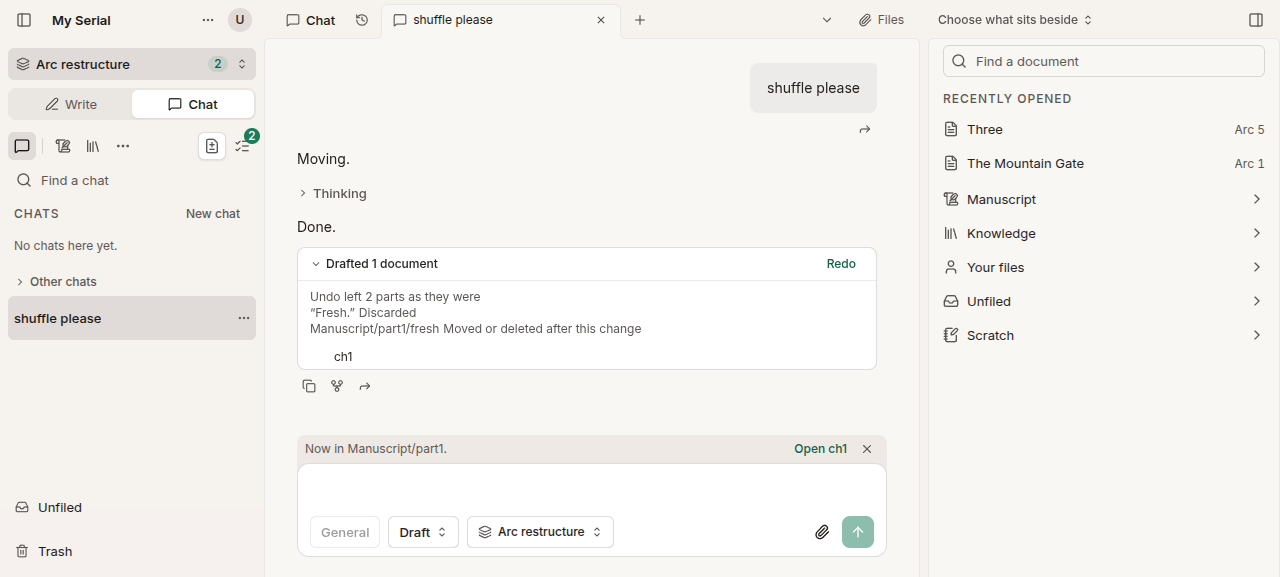 My Serial
U
Chat
shuffle please
Files
Choose what sits beside
Arc restructure
2
Write
Chat
2
Find a chat
CHATS
New chat
No chats here yet.
Other chats
shuffle please
Unfiled
Trash
shuffle please
Moving.
Thinking
Done.
Drafted 1 document
Redo
Undo left 2 parts as they were
“Fresh.” Discarded
Manuscript/part1/fresh Moved or deleted after this change
ch1
Now in Manuscript/part1.
Open ch1
General
Draft
Arc restructure
Find a document
RECENTLY OPENED
Three
Arc 5
The Mountain Gate
Arc 1
Manuscript
Knowledge
Your files
Unfiled
Scratch